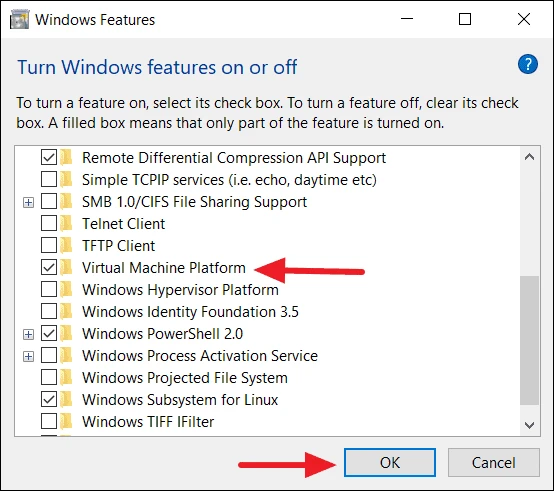 Windows Features
Turn Windows features on or off
?
To turn a feature on, select its check box. To turn a feature off, clear its check
box. A filled box means that only part of the feature is turned on.
Remote Differential Compression API Support
Simple TCPIP services (i.e. echo, daytime etc)
SMB 1.0/CIFS File Sharing Support
Telnet Client
TFTP Client
Virtual Machine Platform
Windows Hypervisor Platform
Windows Identity Foundation 3.5
Windows PowerShell 2.0
Windows Process Activation Service
Windows Projected File System
Windows Subsystem for Linux
Windows TIFF IFilter
OK
Cancel